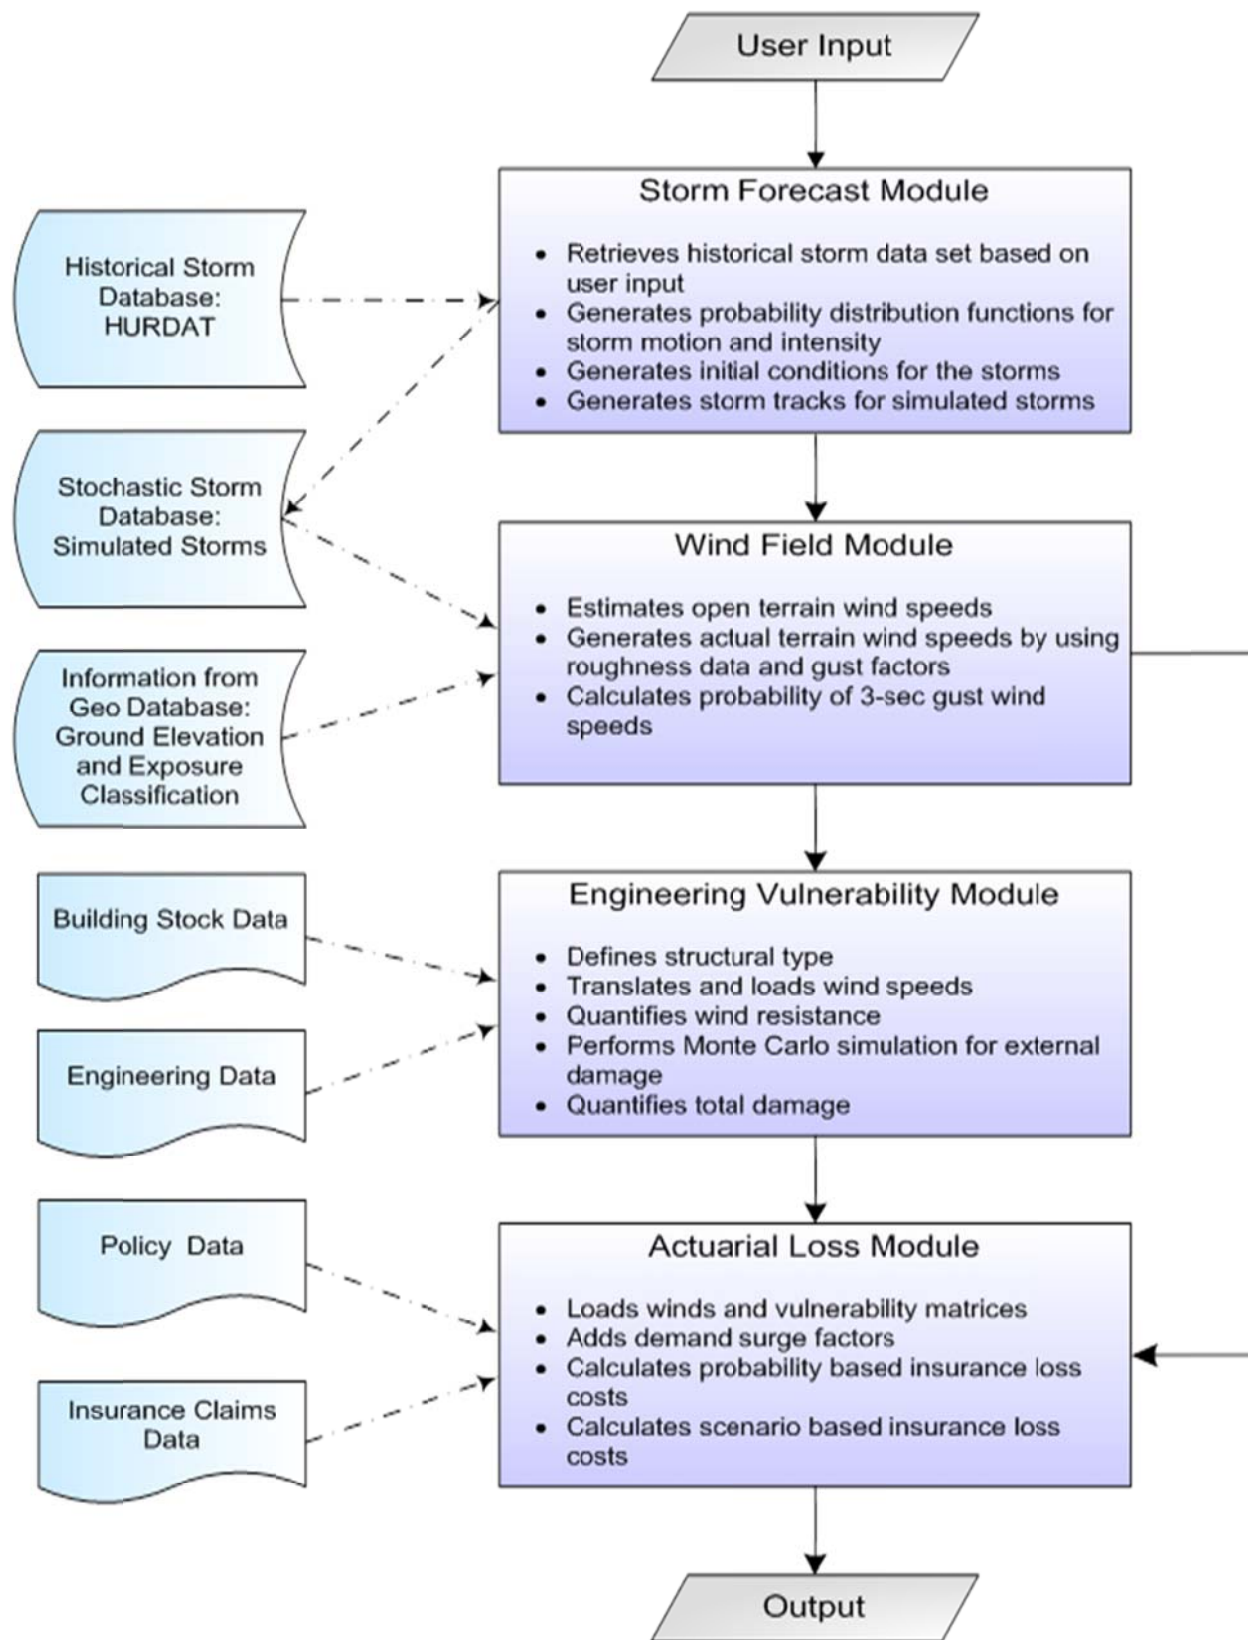 User Input
Storm Forecast Module
• Retrieves historical storm data set based on
user input
• Generates probability distribution functions for
storm motion and intensity
• Generates initial conditions for the storms
• Generates storm tracks for simulated storms
Historical Storm
Database:
HURDAT
Stochastic Storm
Database:
Simulated Storms
Wind Field Module
• Estimates open terrain wind speeds
• Generates actual terrain wind speeds by using
roughness data and gust factors
• Calculates probability of 3-sec gust wind
speeds
Information from
Geo Database:
Ground Elevation
and Exposure
Classification
Engineering Vulnerability Module
• Defines structural type
• Translates and loads wind speeds
• Quantifies wind resistance
• Performs Monte Carlo simulation for external
damage
• Quantifies total damage
Building Stock Data
Engineering Data
Policy Data
Actuarial Loss Module
• Loads winds and vulnerability matrices
• Adds demand surge factors
• Calculates probability based insurance loss
costs
• Calculates scenario based insurance loss
costs
Insurance Claims
Data
Output